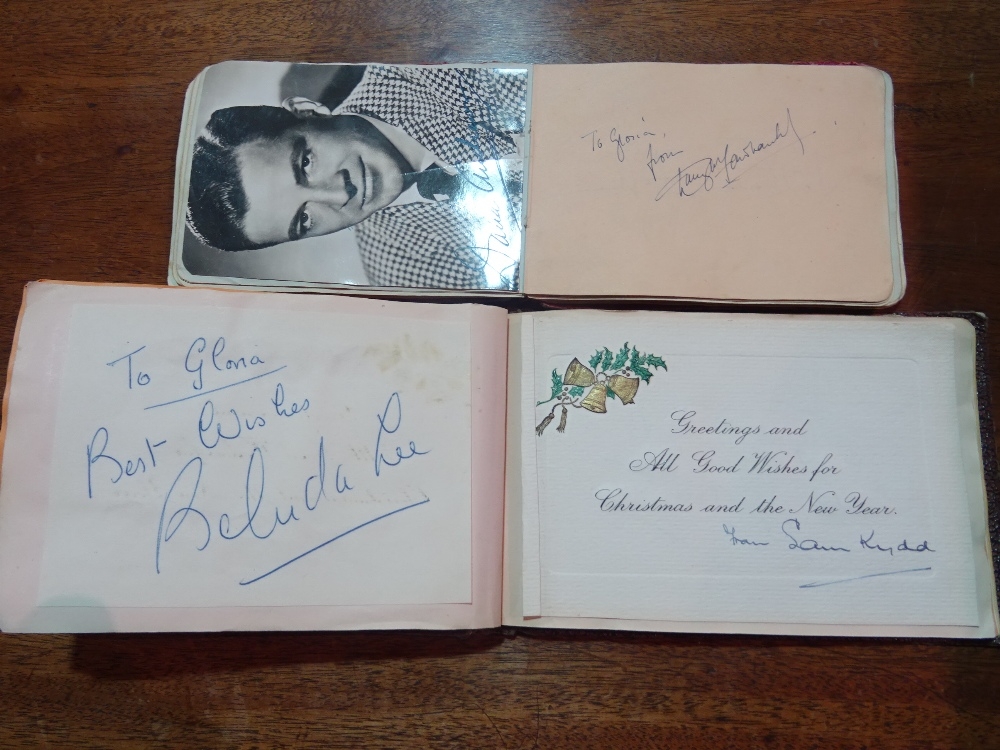 To Gloria,
from
To Gloria
Best Wishes
Belinda Lee
Greetings and
All Good Wishes for
Christmas and the New Year.
from Sam Kydd